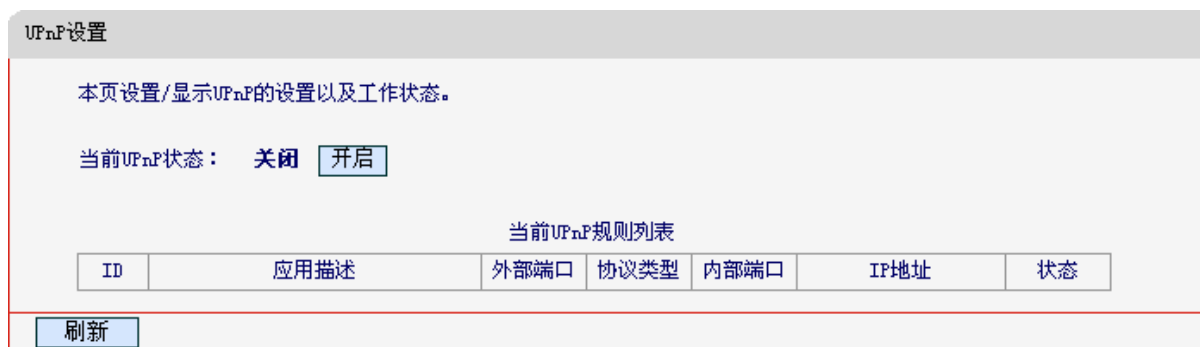 UPnP设置
本页设置/显示UPnP的设置以及工作状态。
当前UPnP状态： 关闭 开启
当前UPnP规则列表
ID 应用描述 外部端口 协议类型 内部端口 IP地址 状态
刷新